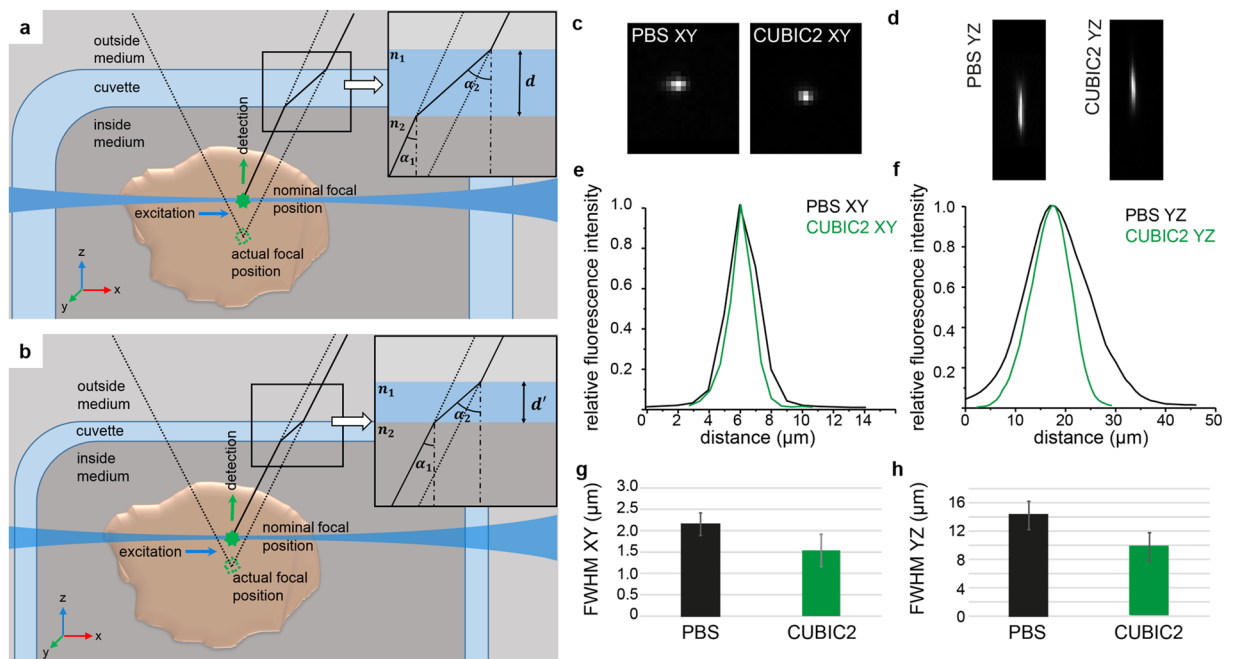 a
outside
medium
cuvette
inside
medium
detection
nominal focal
position
excitation
actual focal
position
z
x
y
n₁
n₂
α₁
α₂
d
b
outside
medium
cuvette
inside
medium
detection
nominal focal
position
excitation
actual focal
position
z
x
y
n₁
n₂
α₁
α₂
d′
c
PBS XY
CUBIC2 XY
d
PBS YZ
CUBIC2 YZ
e
relative fluorescence intensity
1.0
0.8
0.6
0.4
0.2
0 2 4 6 8 10 12 14
distance (µm)
PBS XY
CUBIC2 XY
f
relative fluorescence intensity
1.0
0.8
0.6
0.4
0.2
0 10 20 30 40 50
distance (µm)
PBS YZ
CUBIC2 YZ
g
FWHM XY (µm)
3.0
2.5
2.0
1.5
1.0
0.5
0
PBS CUBIC2
h
FWHM YZ (µm)
16
12
8
4
0
PBS CUBIC2